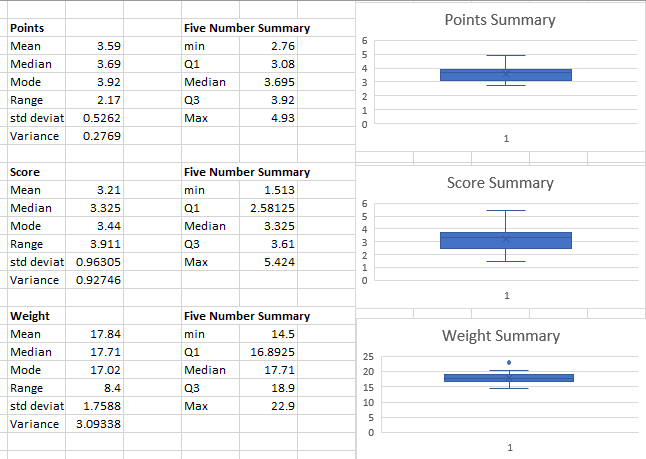 Points Five Number Summary
Mean 3.59 min 2.76
Median 3.69 Q1 3.08
Mode 3.92 Median 3.695
Range 2.17 Q3 3.92
std deviat 0.5262 Max 4.93
Variance 0.2769
Points Summary
6
5
4
3
2
1
0
1
Score Five Number Summary
Mean 3.21 min 1.513
Median 3.325 Q1 2.58125
Mode 3.44 Median 3.325
Range 3.911 Q3 3.61
std deviat 0.96305 Max 5.424
Variance 0.92746
Score Summary
6
5
4
3
2
1
0
1
Weight Five Number Summary
Mean 17.84 min 14.5
Median 17.71 Q1 16.8925
Mode 17.02 Median 17.71
Range 8.4 Q3 18.9
std deviat 1.7588 Max 22.9
Variance 3.09338
Weight Summary
25
20
15
10
5
0
1